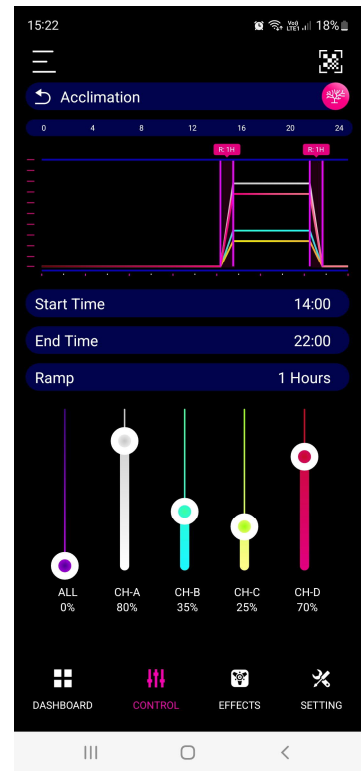 15:22 Vo)) LTE1 18%
Acclimation
0 4 8 12 16 20 24
R: 1H R: 1H
Start Time 14:00
End Time 22:00
Ramp 1 Hours
ALL CH-A CH-B CH-C CH-D
0% 80% 35% 25% 70%
DASHBOARD CONTROL EFFECTS SETTING